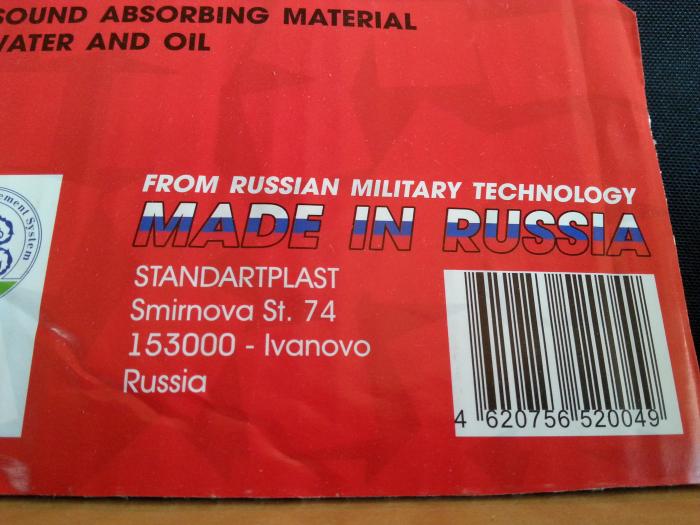 SOUND ABSORBING MATERIAL
WATER AND OIL
FROM RUSSIAN MILITARY TECHNOLOGY
MADE IN RUSSIA
STANDARTPLAST
Smirnova St. 74
153000 - Ivanovo
Russia
System
4 620756 520049